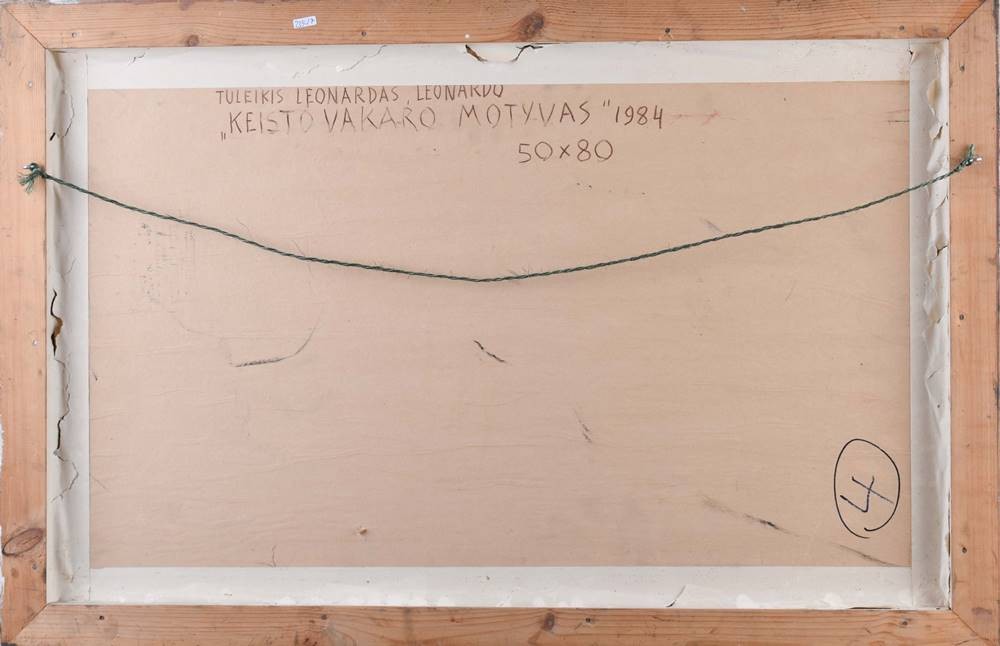 TULEIKIS LEONARDAS, LEONARDO
„KEISTO VAKARO MOTYVAS" 1984
50×80
4